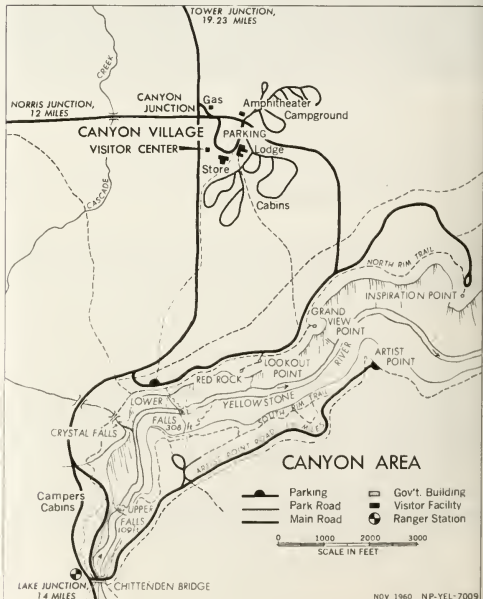 TOWER JUNCTION,
19.23 MILES
CREEK
CANYON
JUNCTION
Gas
Amphitheater
Campground
NORRIS JUNCTION,
12 MILES
CANYON VILLAGE
PARKING
VISITOR CENTER
Lodge
Store
Cabins
CASCADE
NORTH RIM TRAIL
INSPIRATION POINT
GRAND
VIEW
POINT
LOOKOUT
POINT
RED ROCK
RIVER
ARTIST
POINT
LOWER
FALLS
308 ft
YELLOWSTONE
SOUTH RIM TRAIL
CRYSTAL FALLS
ARTIST POINT ROAD
MILES
CANYON AREA
Campers
Cabins
UPPER
FALLS
109 ft
Parking
Park Road
Main Road
Gov't. Building
Visitor Facility
Ranger Station
0 1000 2000 3000
SCALE IN FEET
LAKE JUNCTION,
14 MILES
CHITTENDEN BRIDGE
NOV 1960 NP-YEL-7009